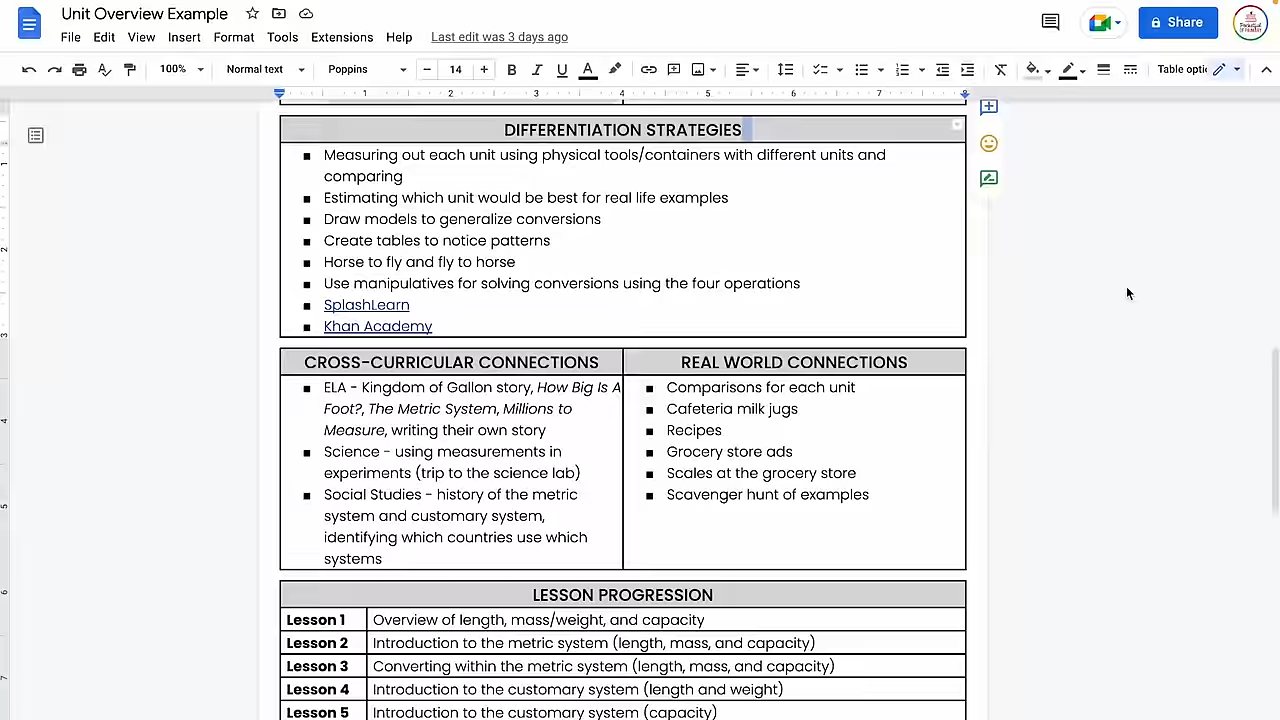 Unit Overview Example
File Edit View Insert Format Tools Extensions Help Last edit was 3 days ago
Share
100% Normal text Poppins 14 B I U A Table optic
1 2 3 4 5 6 7 8
DIFFERENTIATION STRATEGIES
Measuring out each unit using physical tools/containers with different units and
comparing
Estimating which unit would be best for real life examples
Draw models to generalize conversions
Create tables to notice patterns
Horse to fly and fly to horse
Use manipulatives for solving conversions using the four operations
SplashLearn
Khan Academy
CROSS-CURRICULAR CONNECTIONS
ELA - Kingdom of Gallon story, How Big Is A
Foot?, The Metric System, Millions to
Measure, writing their own story
Science - using measurements in
experiments (trip to the science lab)
Social Studies - history of the metric
system and customary system,
identifying which countries use which
systems
REAL WORLD CONNECTIONS
Comparisons for each unit
Cafeteria milk jugs
Recipes
Grocery store ads
Scales at the grocery store
Scavenger hunt of examples
LESSON PROGRESSION
Lesson 1 Overview of length, mass/weight, and capacity
Lesson 2 Introduction to the metric system (length, mass, and capacity)
Lesson 3 Converting within the metric system (length, mass, and capacity)
Lesson 4 Introduction to the customary system (length and weight)
Lesson 5 Introduction to the customary system (capacity)